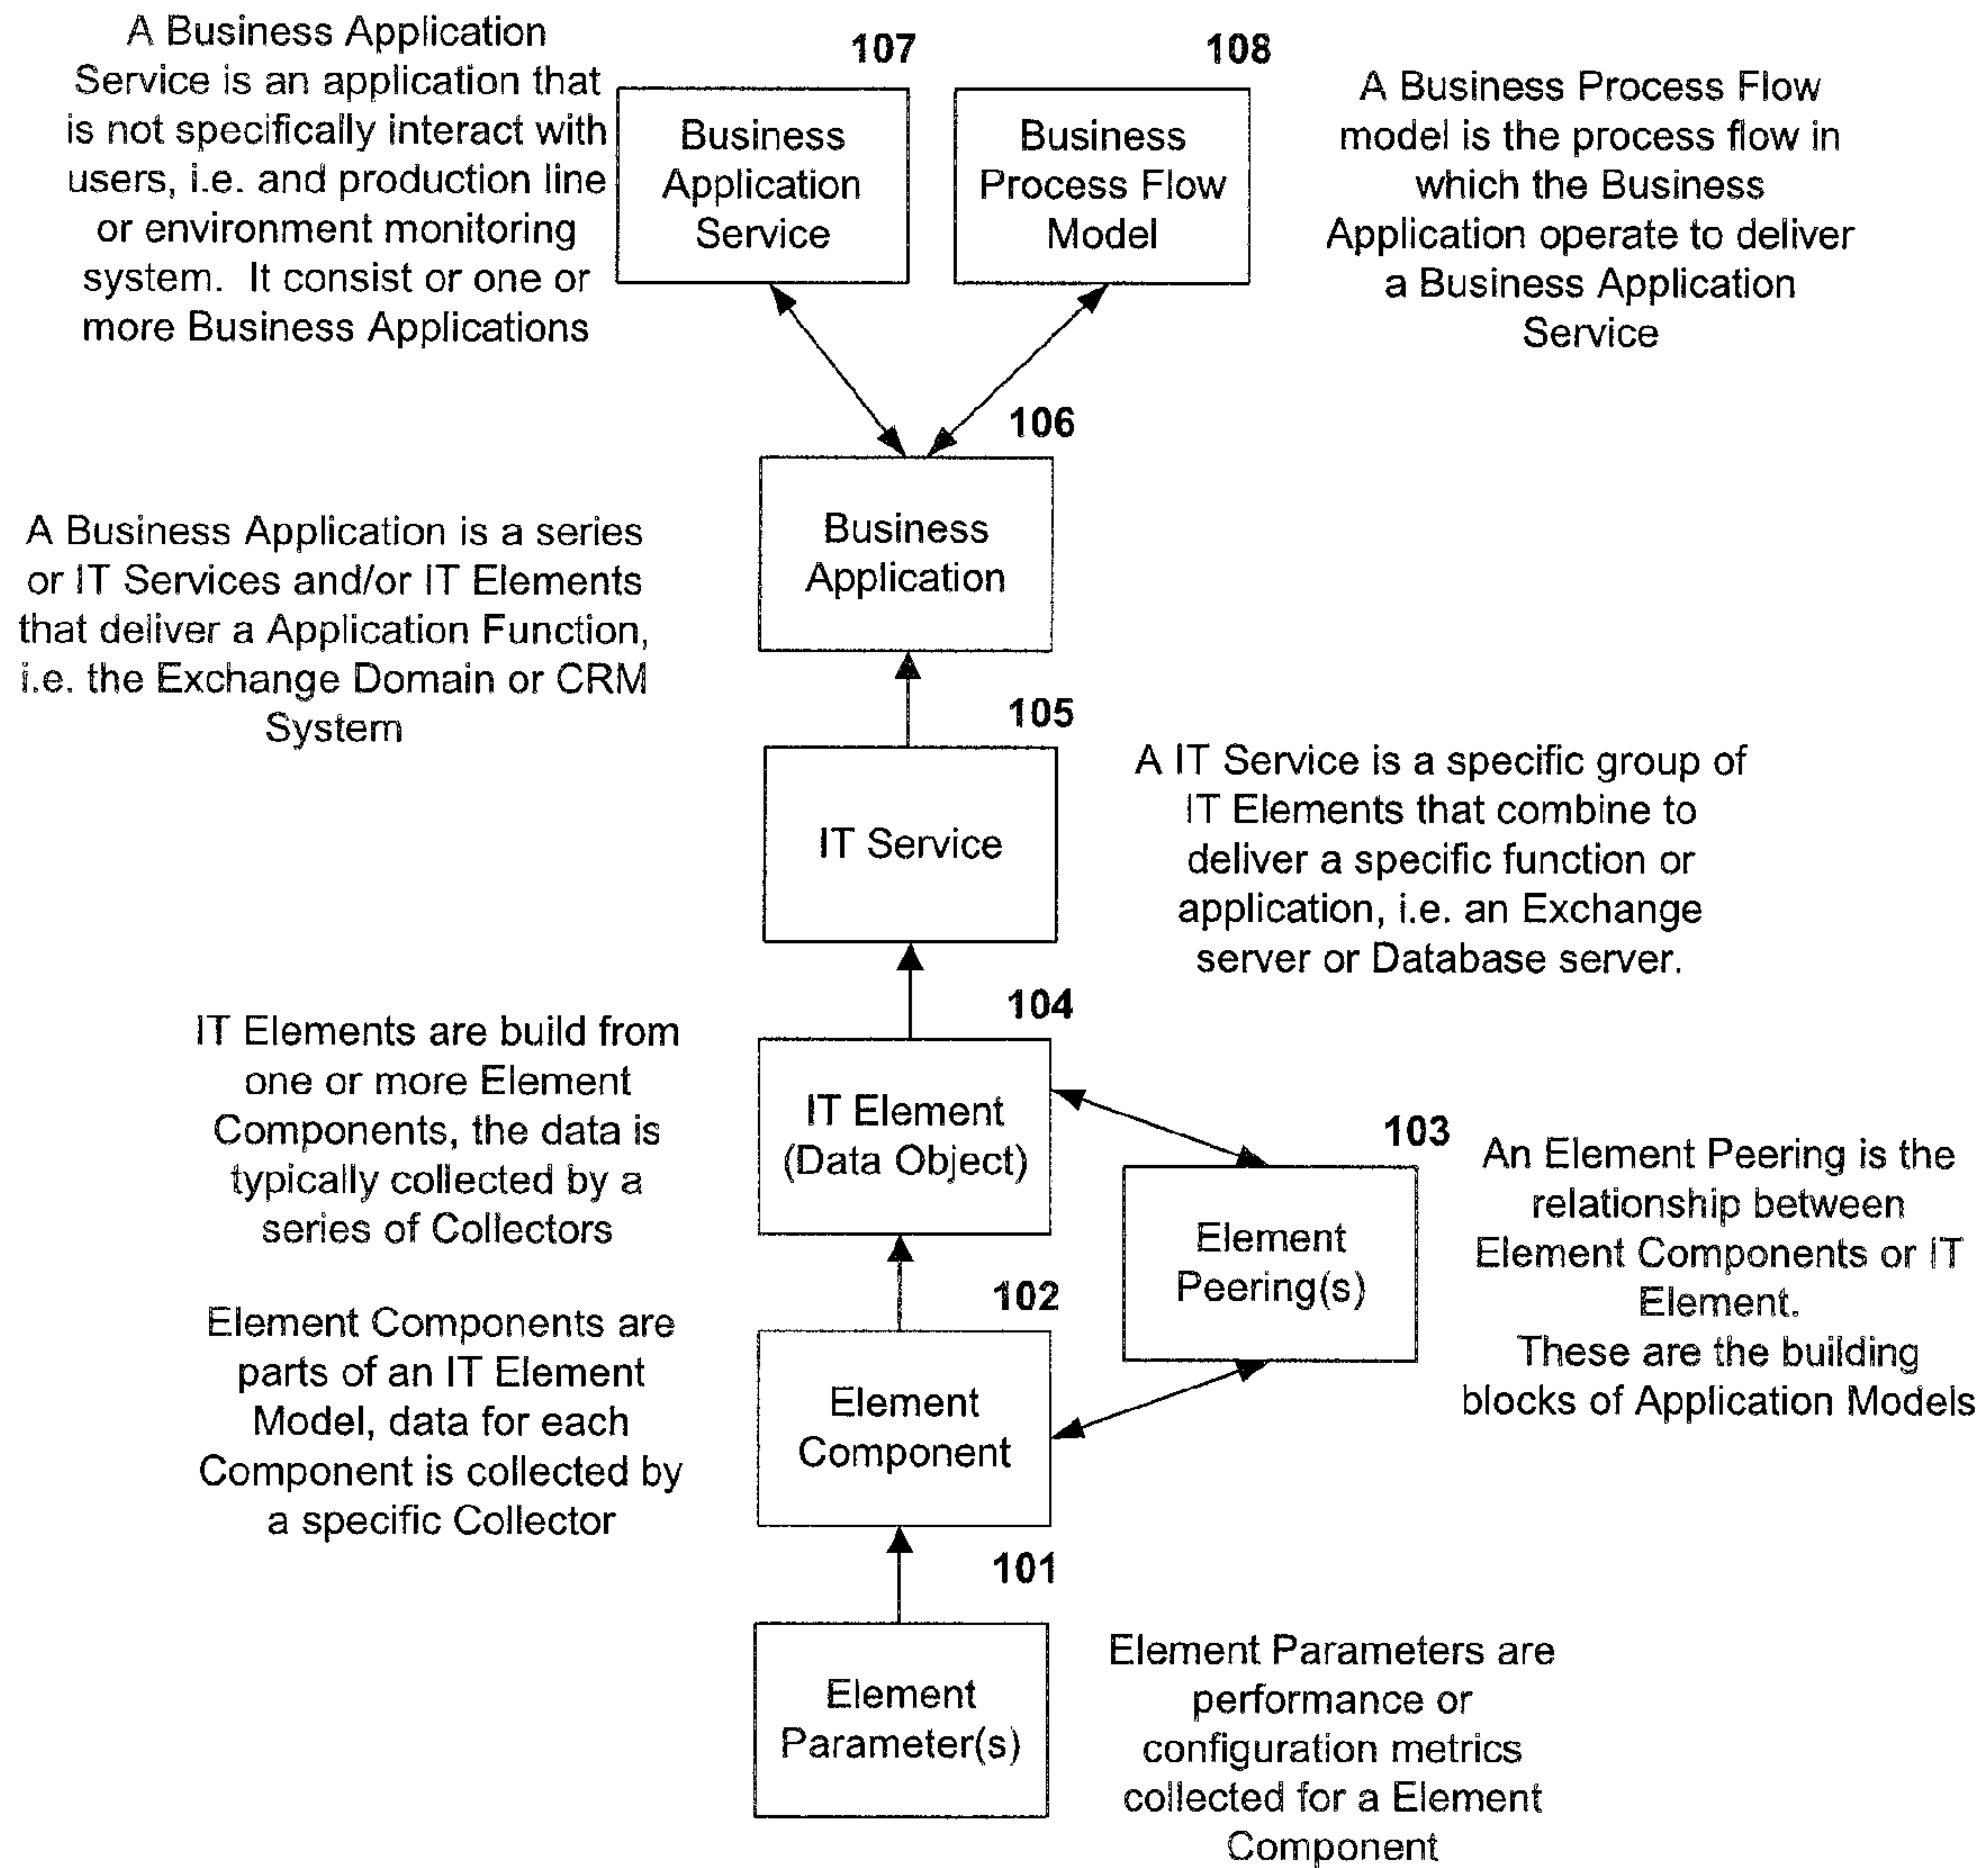 A Business Application
Service is an application that
is not specifically interact with
users, i.e. and production line
or environment monitoring
system.  It consist or one or
more Business Applications
107
Business
Application
Service
108
Business
Process Flow
Model
A Business Process Flow
model is the process flow in
which the Business
Application operate to deliver
a Business Application
Service
106
Business
Application
A Business Application is a series
or IT Services and/or IT Elements
that deliver a Application Function,
i.e. the Exchange Domain or CRM
System
105
IT Service
A IT Service is a specific group of
IT Elements that combine to
deliver a specific function or
application, i.e. an Exchange
server or Database server.
104
IT Elements are build from
one or more Element
Components, the data is
typically collected by a
series of Collectors
IT Element
(Data Object)
103
Element
Peering(s)
An Element Peering is the
relationship between
Element Components or IT
Element.
These are the building
blocks of Application Models
102
Element Components are
parts of an IT Element
Model, data for each
Component is collected by
a specific Collector
Element
Component
101
Element
Parameter(s)
Element Parameters are
performance or
configuration metrics
collected for a Element
Component